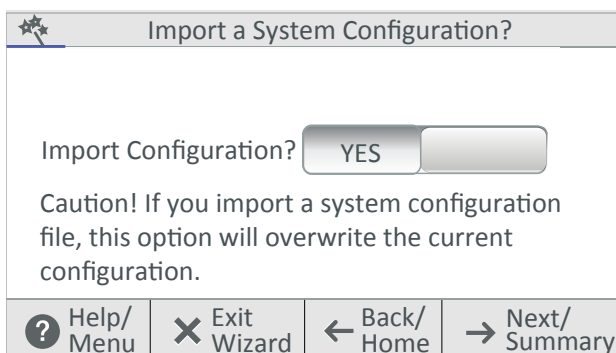 Import a System Configuration?
Import Configuration? YES
Caution! If you import a system configuration
file, this option will overwrite the current
configuration.
? Help/ Menu
Exit Wizard
Back/ Home
Next/ Summary